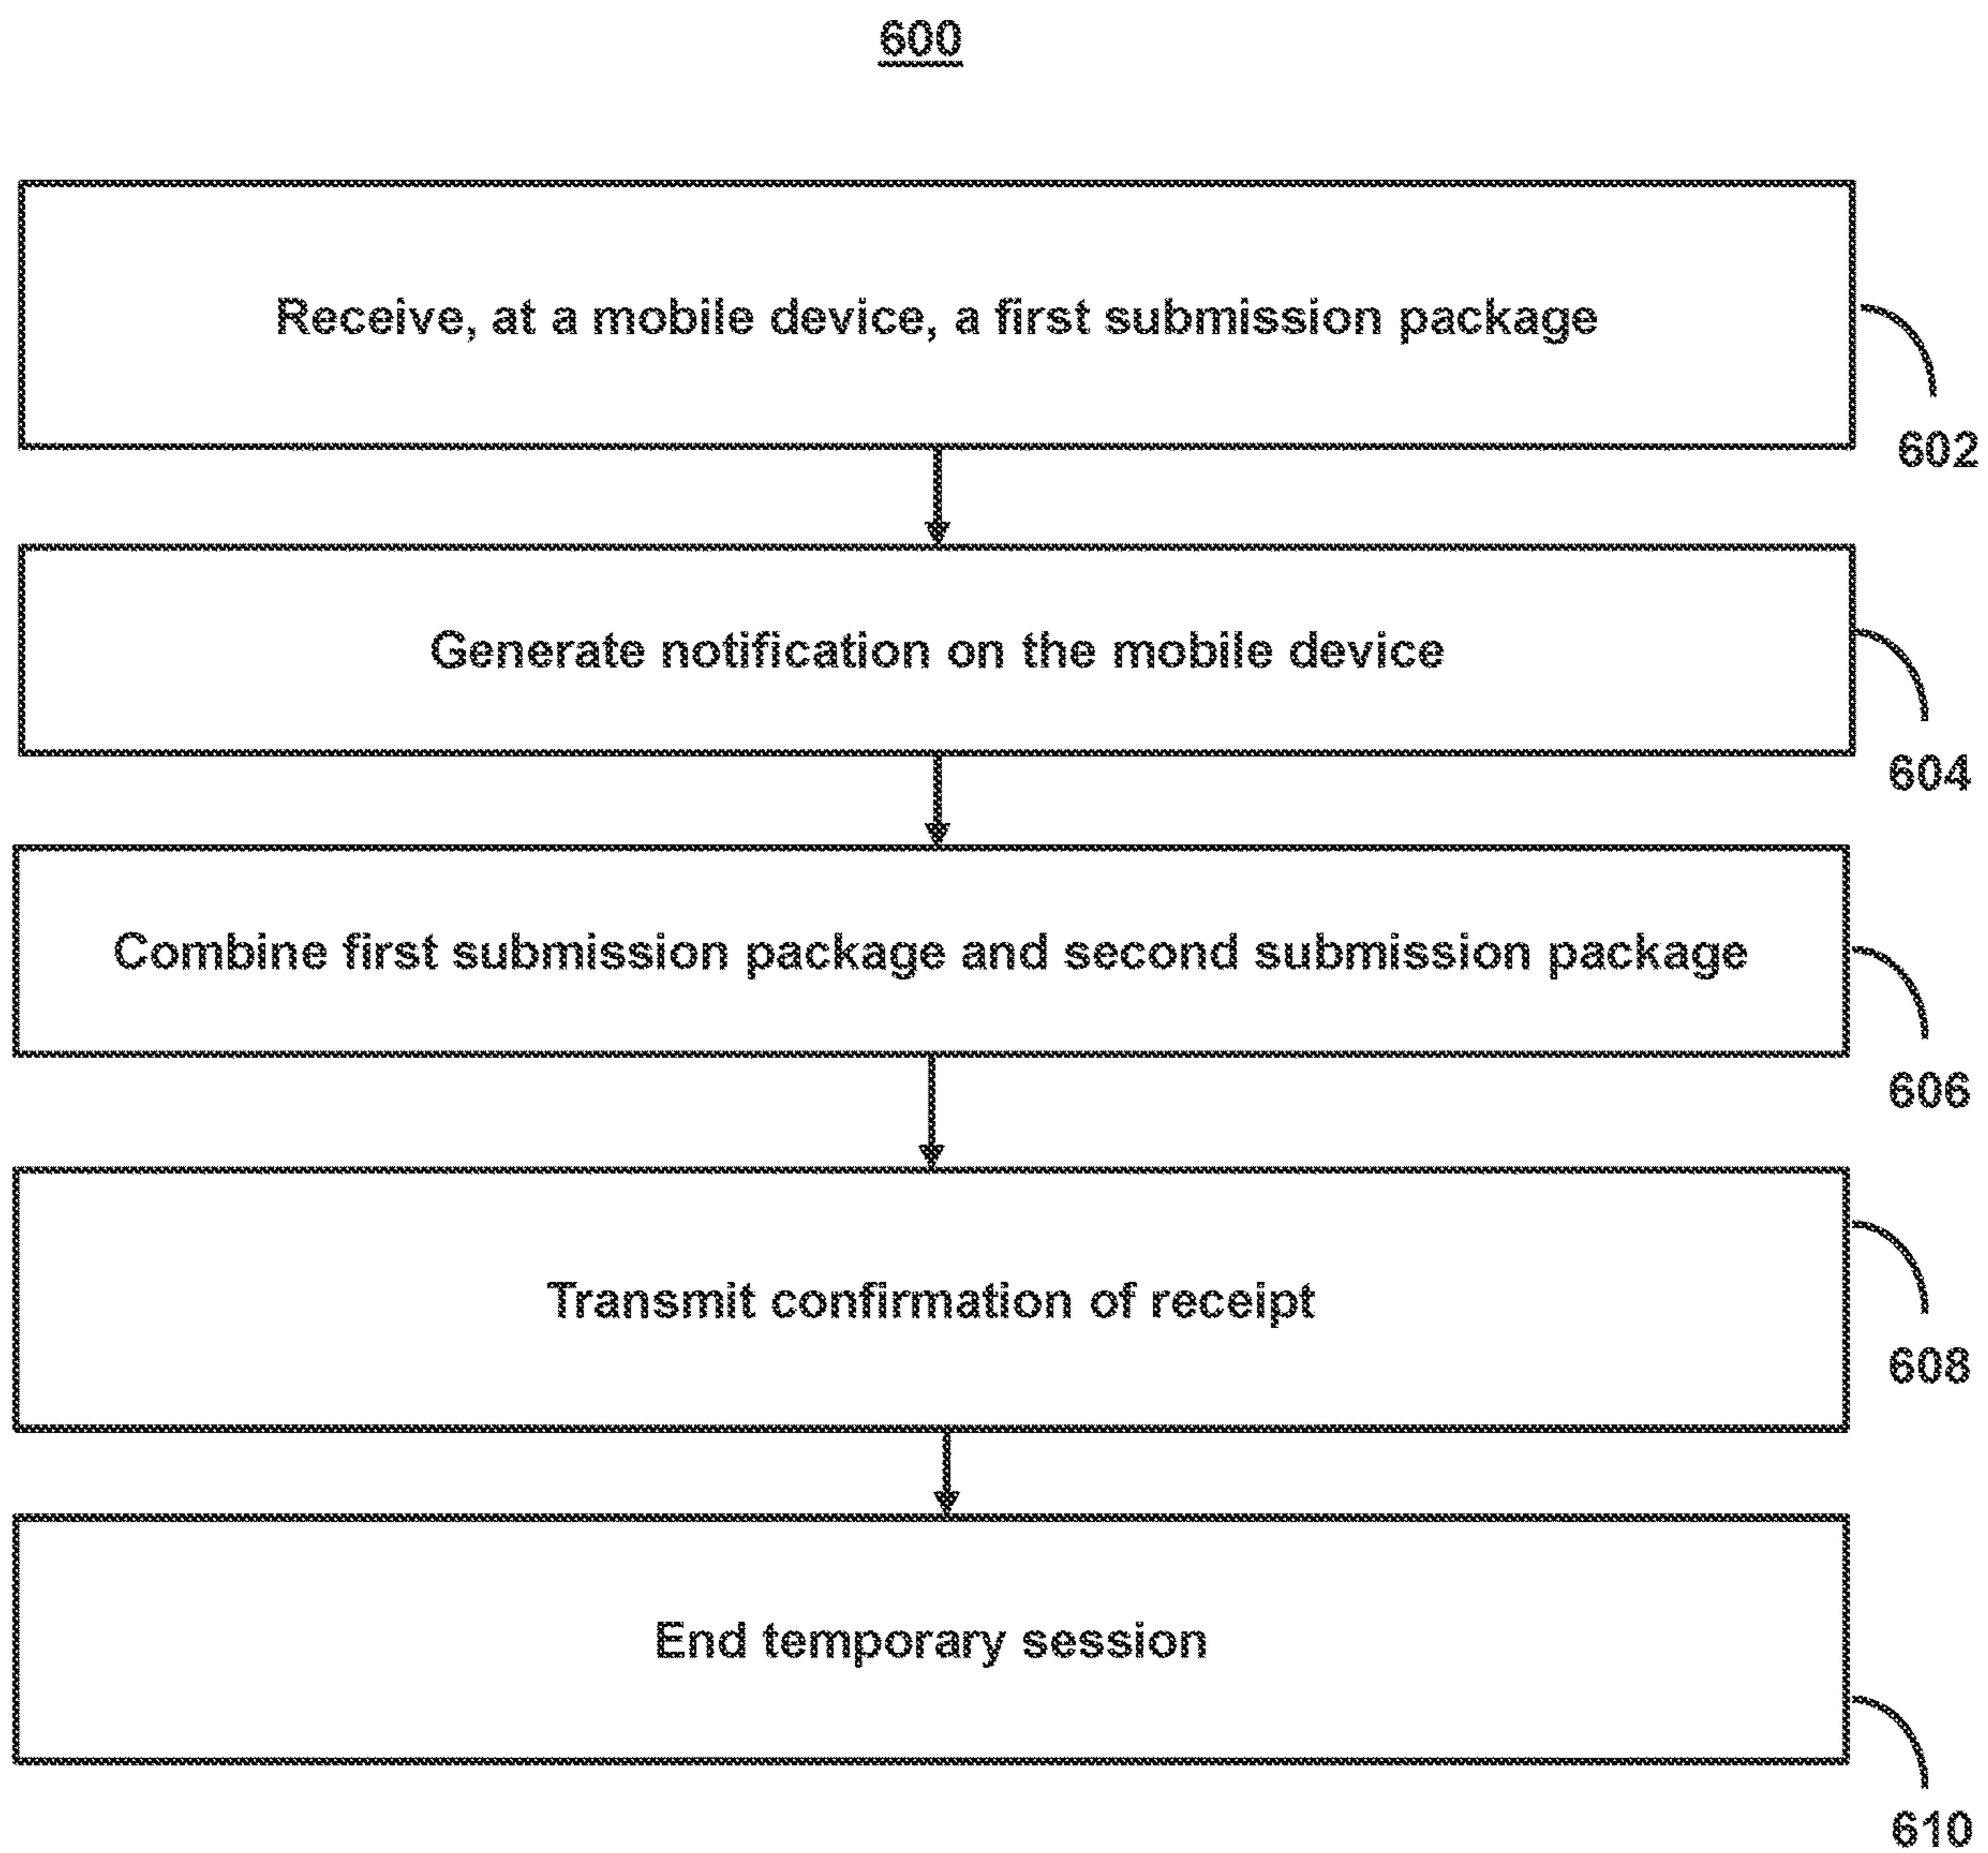 600
Receive, at a mobile device, a first submission package
602
Generate notification on the mobile device
604
Combine first submission package and second submission package
606
Transmit confirmation of receipt
608
End temporary session
610